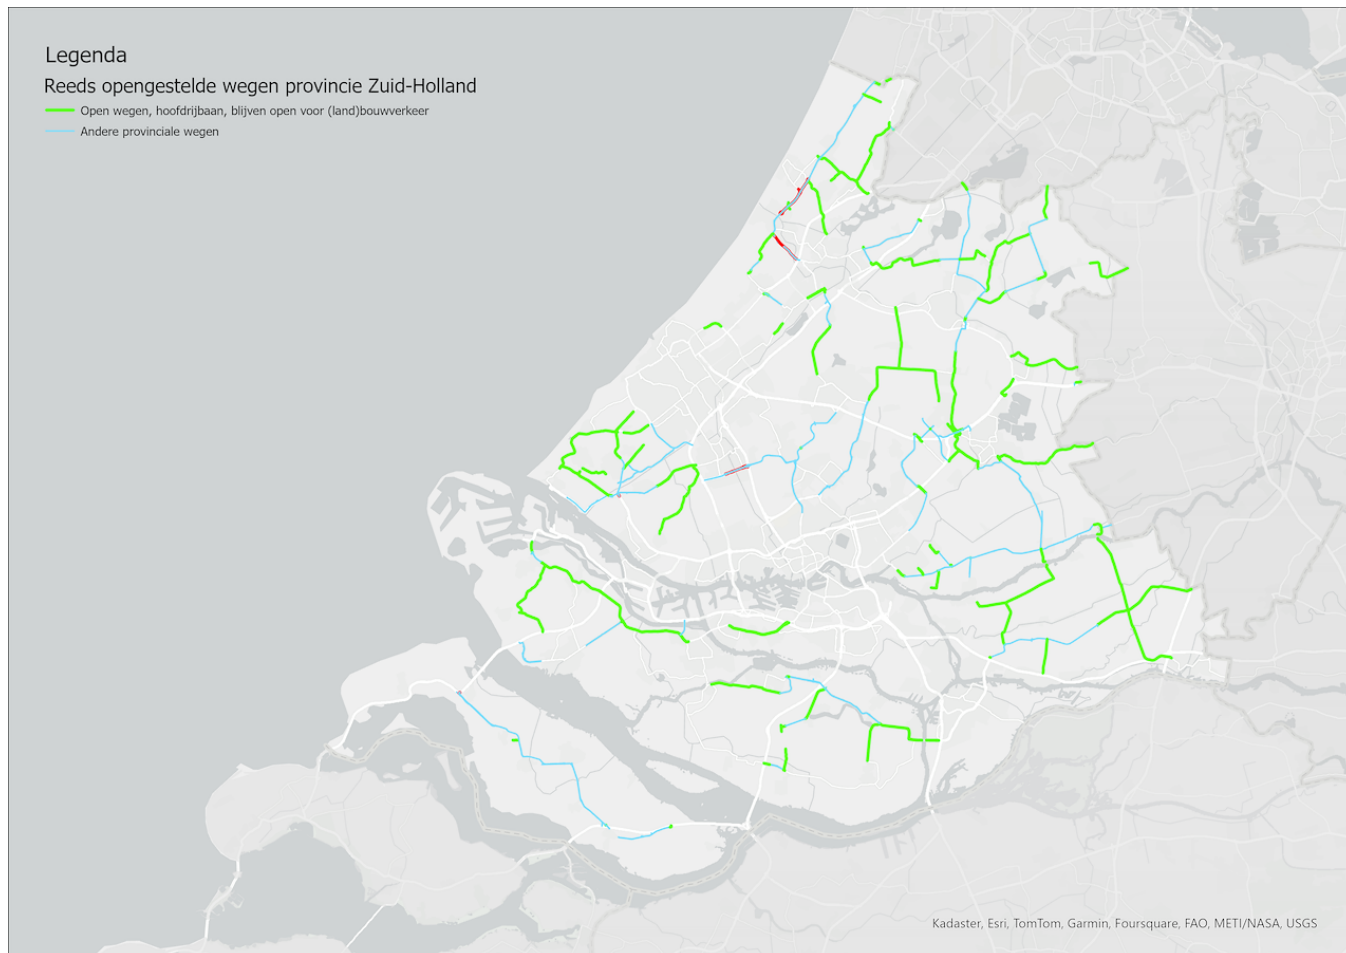 Legenda
Reeds opengestelde wegen provincie Zuid-Holland
Open wegen, hoofdrijbaan, blijven open voor (land)bouwverkeer
Andere provinciale wegen
Kadaster, Esri, TomTom, Garmin, Foursquare, FAO, METI/NASA, USGS